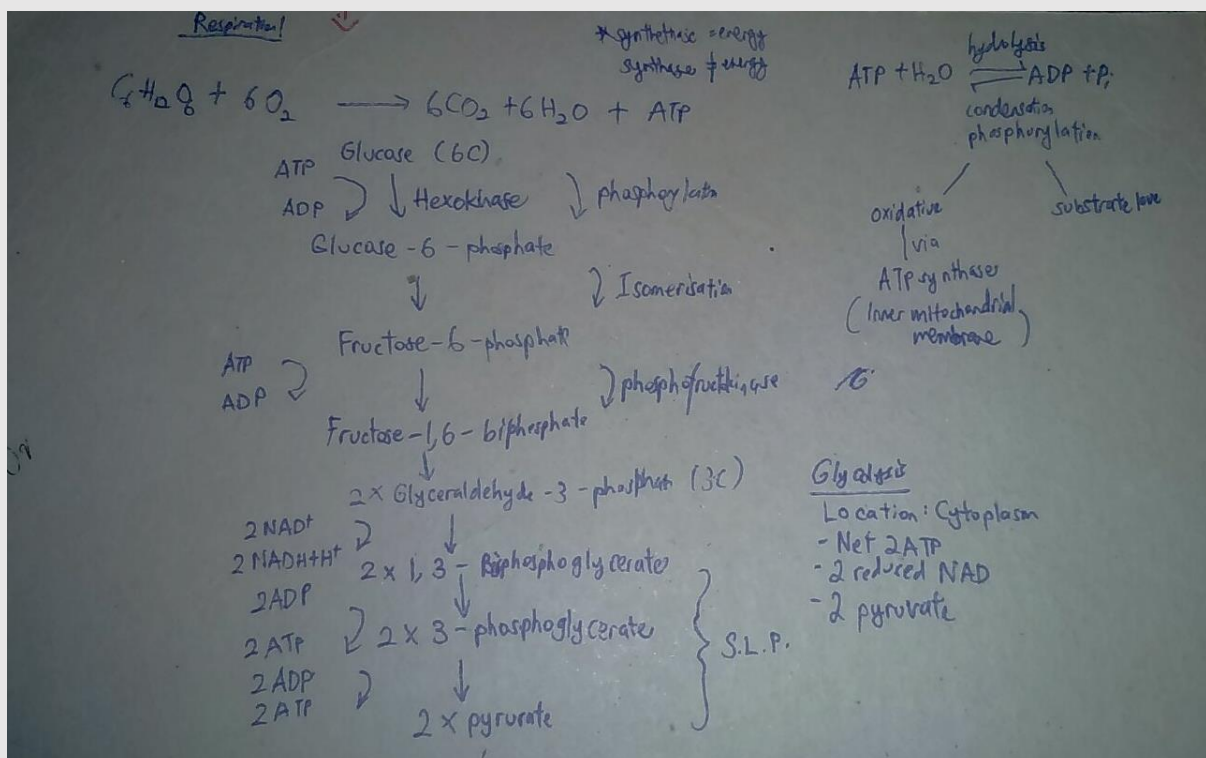 Respiration!
* synthethase = energy
synthase ≠ energy
C6H12O6 + 6O2 → 6CO2 + 6H2O + ATP
hydrolysis
ATP + H2O ⇌ ADP + Pi
condensation
phosphorylation
oxidative
substrate
via
ATP synthase
(Inner mitochondrial
membrane)
Glucose (6C)
ATP
ADP
Hexokinase
phosphorylation
Glucose - 6 - phosphate
Isomerisation
Fructose - 6 - phosphate
ATP
ADP
phosphofructokinase
Fructose - 1,6 - biphosphate
2 x Glyceraldehyde - 3 - phosphate (3C)
2NAD+
2NADH+H+
2 x 1, 3 - Biphosphoglycerate
2ADP
2ATP
2 x 3 - phosphoglycerate
2ADP
2ATP
2 x pyruvate
S.L.P.
Glycolysis
Location : Cytoplasm
- Net 2ATP
- 2 reduced NAD
- 2 pyruvate